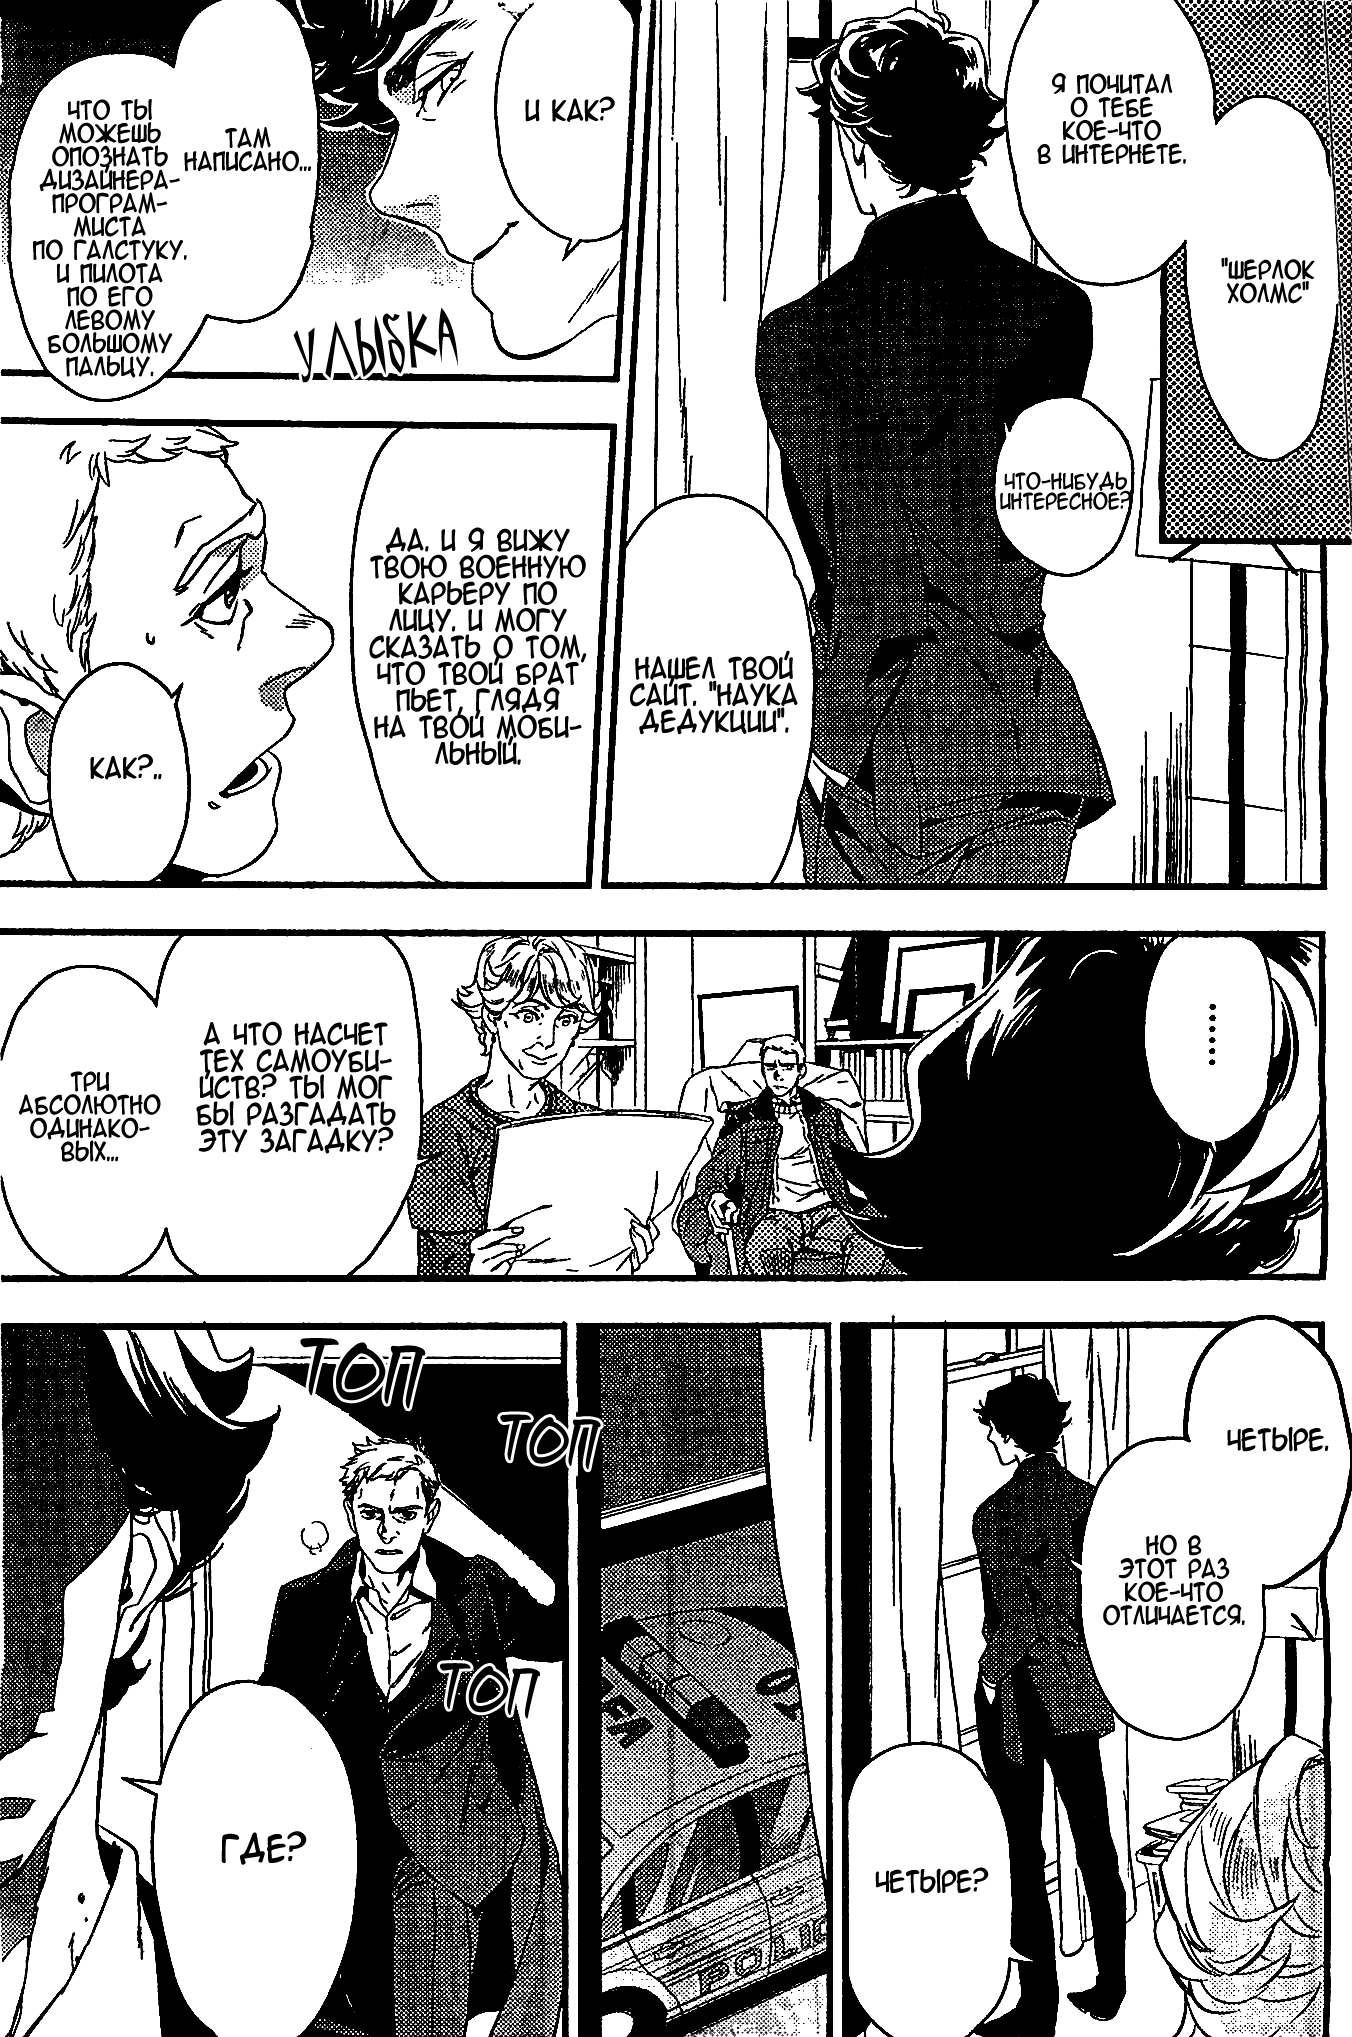 Я ПОЧИТАЛ
О ТЕБЕ
КОЕ-ЧТО
В ИНТЕРНЕТЕ.
"ШЕРЛОК
ХОЛМС"
ЧТО-НИБУДЬ
ИНТЕРЕСНОЕ?
НАШЕЛ ТВОЙ
САЙТ. "НАУКА
ДЕДУКЦИИ".
И КАК?
УЛЫБКА
ТАМ
НАПИСАНО...
ЧТО ТЫ
МОЖЕШЬ
ОПОЗНАТЬ
ДИЗАЙНЕРА-
ПРОГРАМ-
МИСТА
ПО ГАЛСТУКУ.
И ПИЛОТА
ПО ЕГО
ЛЕВОМУ
БОЛЬШОМУ
ПАЛЬЦУ.
ДА. И Я ВИЖУ
ТВОЮ ВОЕННУЮ
КАРЬЕРУ ПО
ЛИЦУ. И МОГУ
СКАЗАТЬ О ТОМ,
ЧТО ТВОЙ БРАТ
ПЬЕТ, ГЛЯДЯ
НА ТВОЙ МОБИ-
ЛЬНЫЙ.
КАК?..
......
А ЧТО НАСЧЕТ
ТЕХ САМОУБИ-
ЙСТВ? ТЫ МОГ
БЫ РАЗГАДАТЬ
ЭТУ ЗАГАДКУ?
ТРИ
АБСОЛЮТНО
ОДИНАКО-
ВЫХ...
ЧЕТЫРЕ.
НО В
ЭТОТ РАЗ
КОЕ-ЧТО
ОТЛИЧАЕТСЯ.
ЧЕТЫРЕ?
POLIC
ТОП
ТОП
ТОП
ГДЕ?